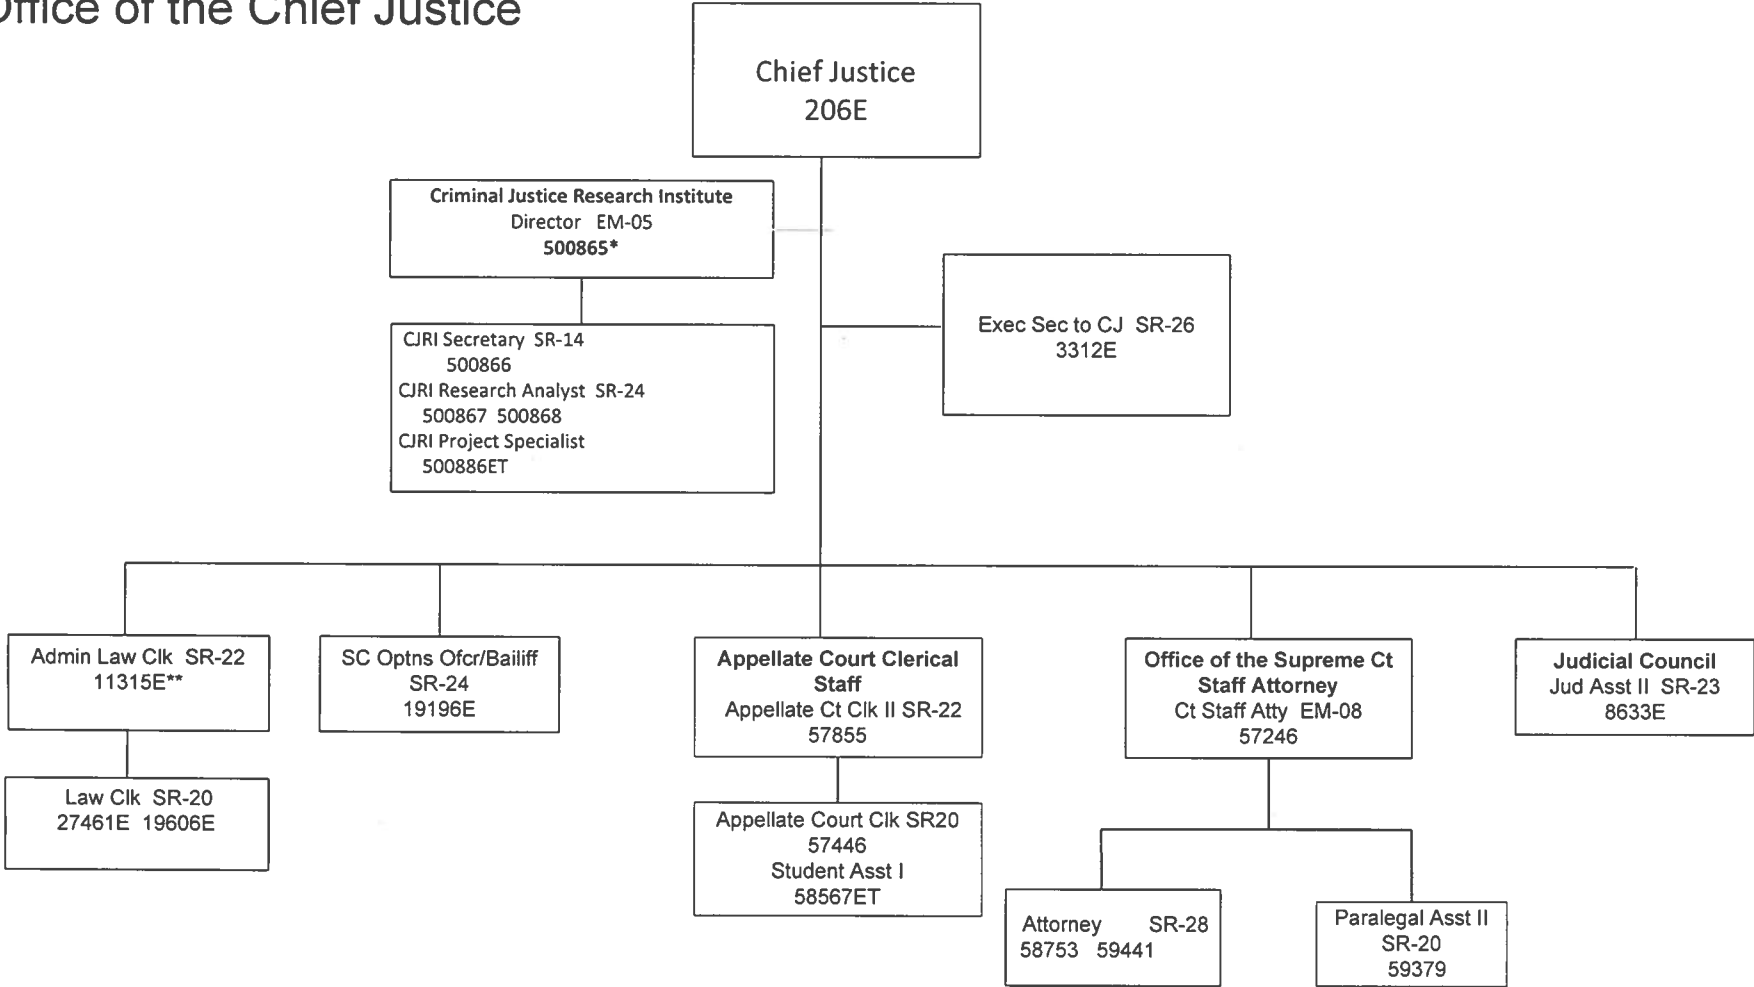 Office of the Chief Justice
Chief Justice
206E
Criminal Justice Research Institute
Director EM-05
500865*
CJRI Secretary SR-14
500866
CJRI Research Analyst SR-24
500867 500868
CJRI Project Specialist
500886ET
Exec Sec to CJ SR-26
3312E
Admin Law Clk SR-22
11315E**
Law Clk SR-20
27461E 19606E
SC Optns Ofcr/Bailiff
SR-24
19196E
Appellate Court Clerical
Staff
Appellate Ct Clk II SR-22
57855
Appellate Court Clk SR20
57446
Student Asst I
58567ET
Office of the Supreme Ct
Staff Attorney
Ct Staff Atty EM-08
57246
Attorney SR-28
58753 59441
Paralegal Asst II
SR-20
59379
Judicial Council
Jud Asst II SR-23
8633E